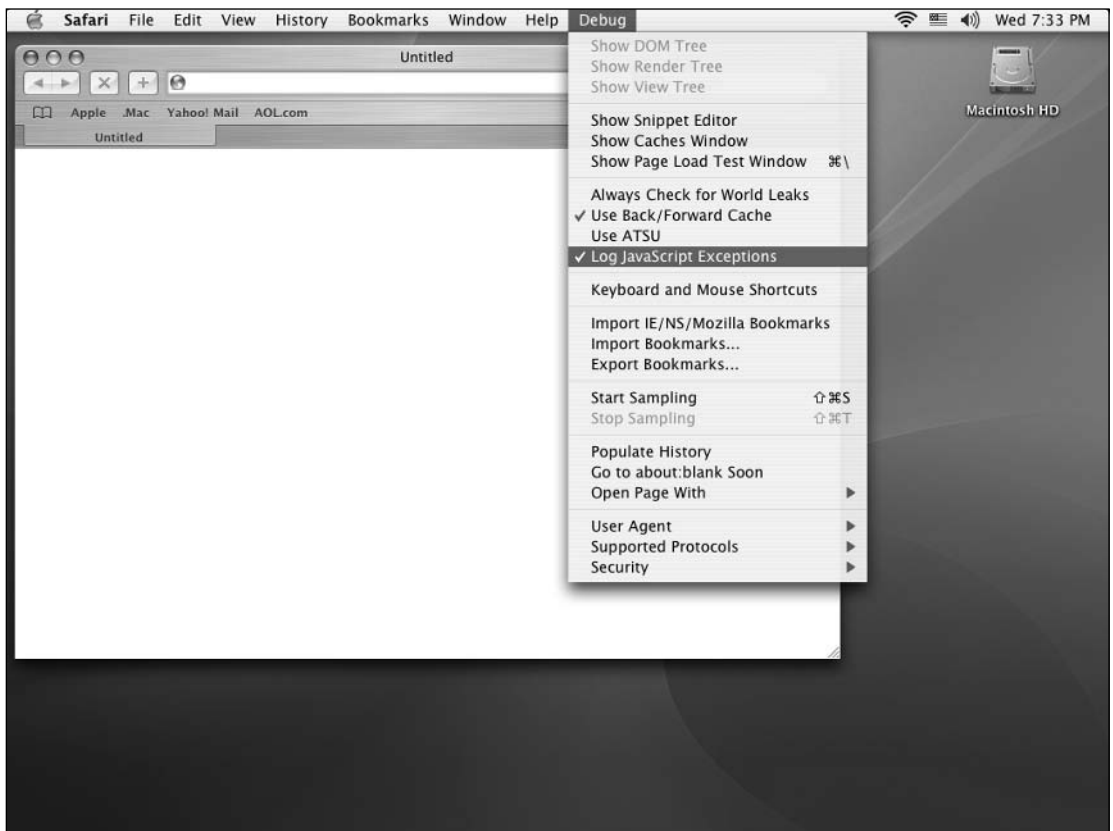 Safari File Edit View History Bookmarks Window Help Debug Wed 7:33 PM
Untitled
Apple .Mac Yahoo! Mail AOL.com
Untitled
Show DOM Tree
Show Render Tree
Show View Tree
Show Snippet Editor
Show Caches Window
Show Page Load Test Window ⌘\
Always Check for World Leaks
✓ Use Back/Forward Cache
Use ATSU
✓ Log JavaScript Exceptions
Keyboard and Mouse Shortcuts
Import IE/NS/Mozilla Bookmarks
Import Bookmarks...
Export Bookmarks...
Start Sampling ⇧⌘S
Stop Sampling ⇧⌘T
Populate History
Go to about:blank Soon
Open Page With
User Agent
Supported Protocols
Security
Macintosh HD